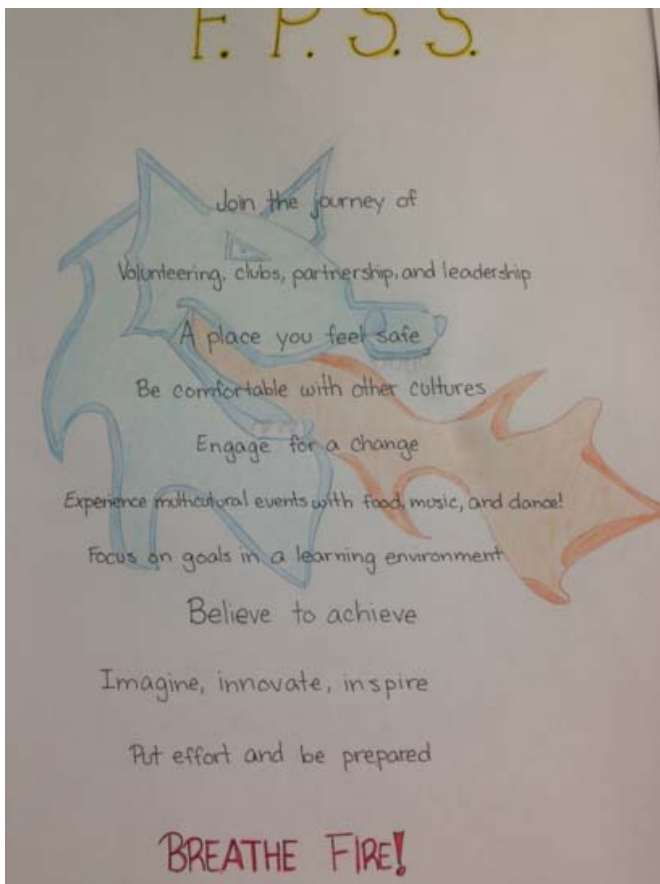 F. P. S. S.
Join the journey of
Volunteering, clubs, partnership, and leadership
A place you feel safe
Be comfortable with other cultures
Engage for a change
Experience multicutural events with food, music, and dance!
Focus on goals in a learning environment
Believe to achieve
Imagine, innovate, inspire
Put effort and be prepared
BREATHE FIRE!